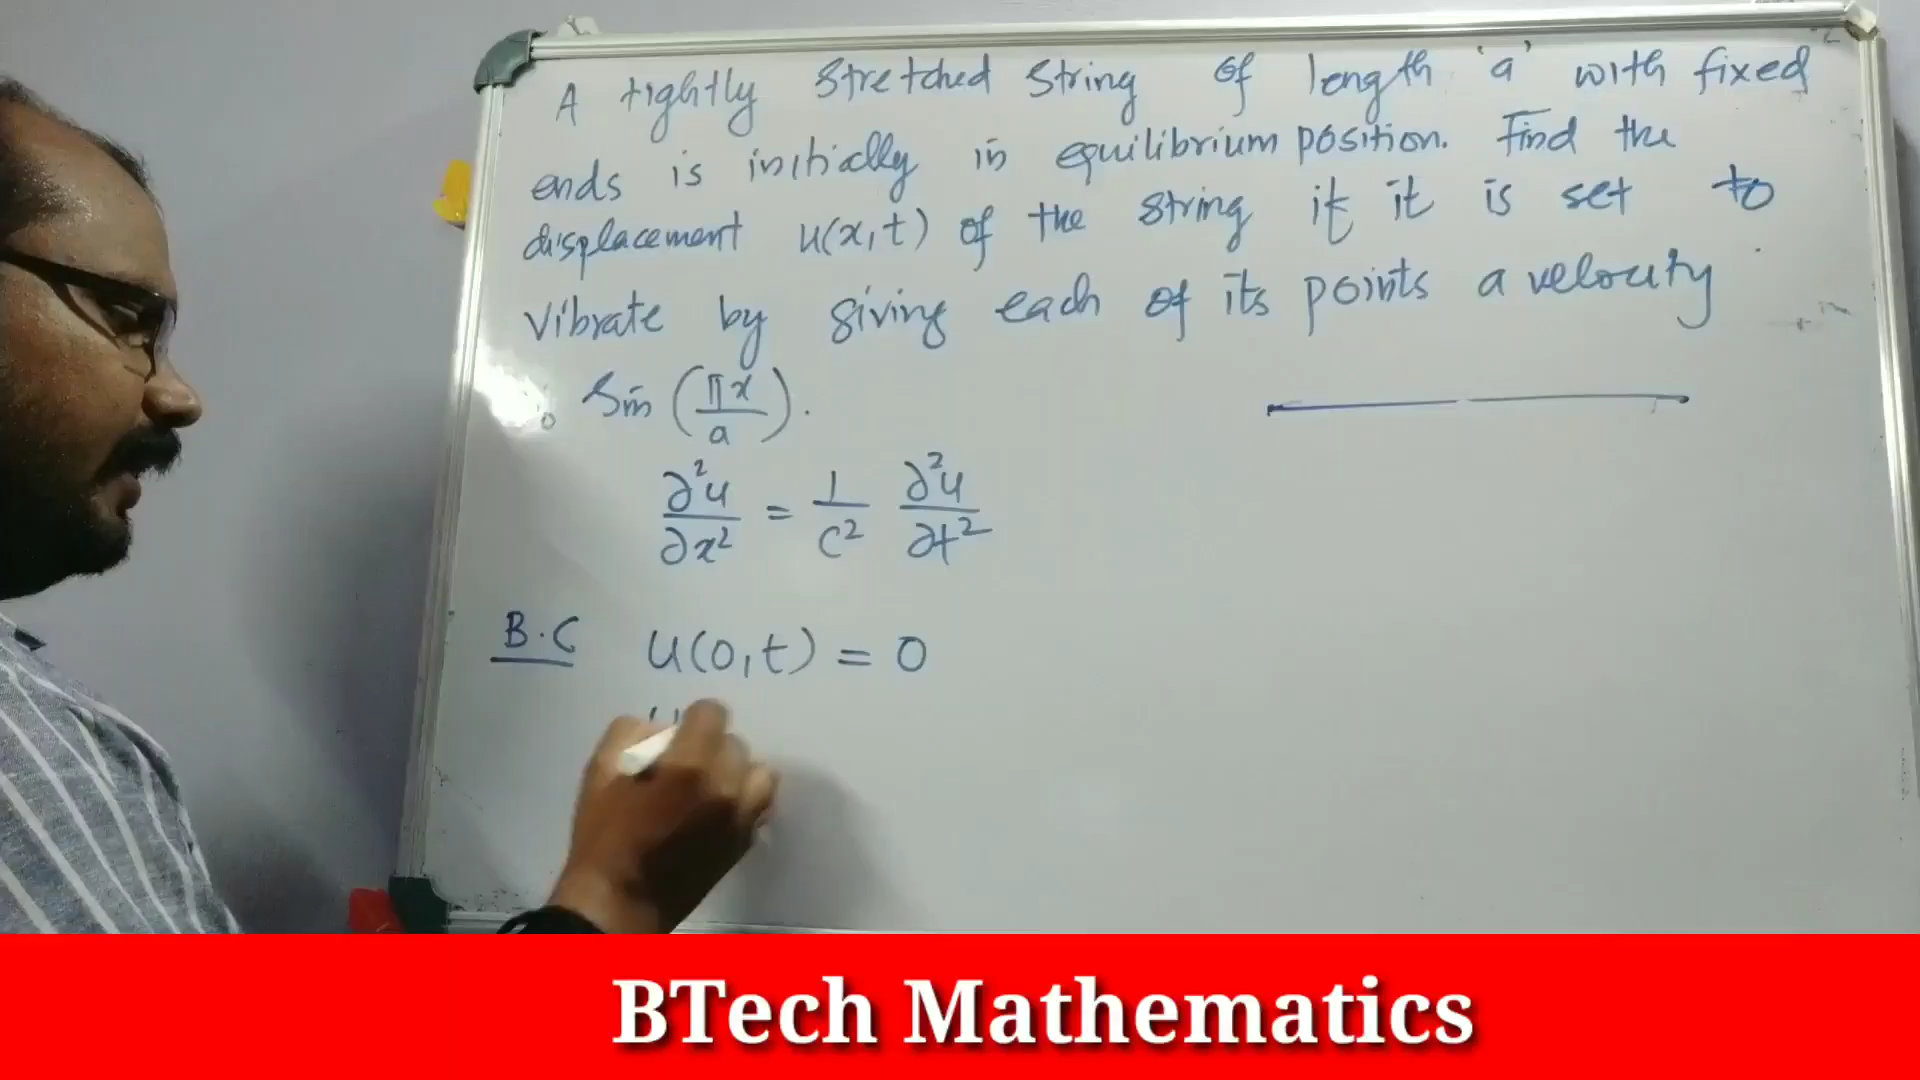 A tightly stretched string of length 'a' with fixed
ends is initially in equilibrium position. Find the
displacement u(x,t) of the string if it is set to
vibrate by giving each of its points a velocity
Sin (πx/a).
∂²u/∂x² = 1/c² ∂²u/∂t²
B.C u(0,t) = 0
BTech Mathematics